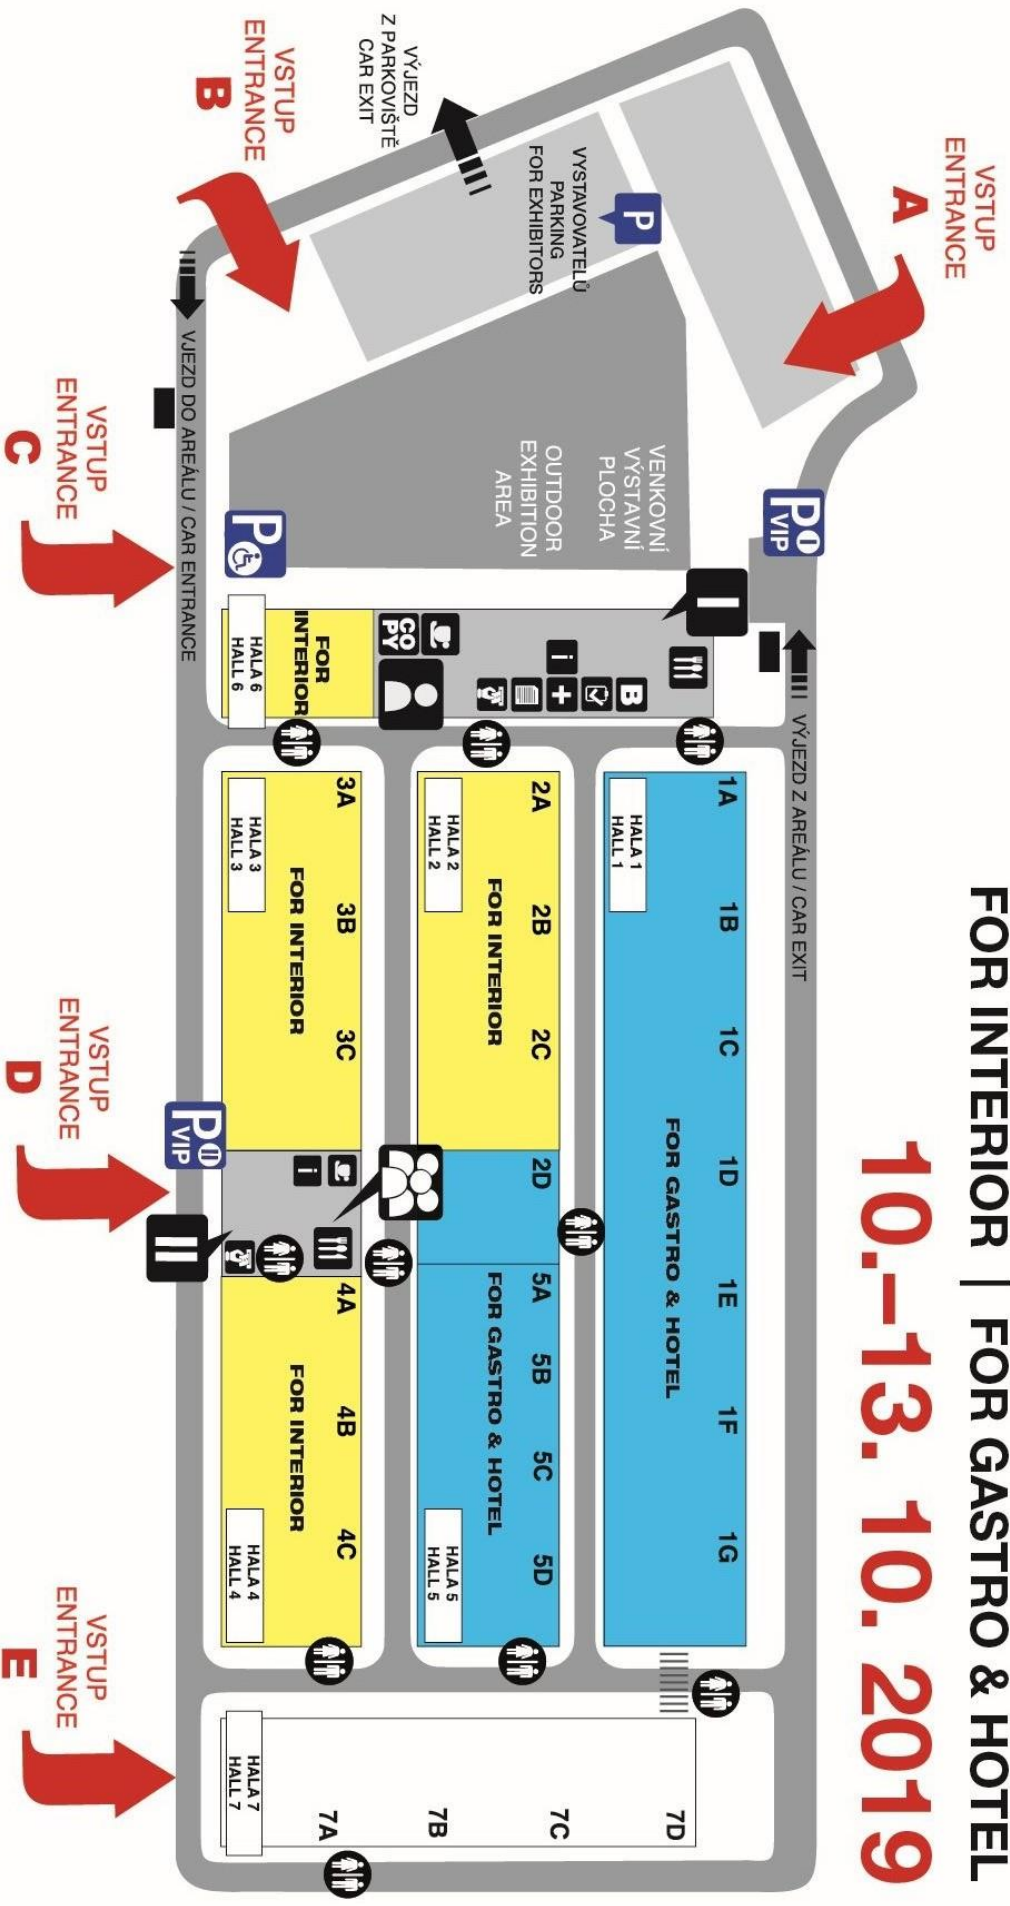 FOR INTERIOR | FOR GASTRO & HOTEL
10.–13. 10. 2019
VSTUP
ENTRANCE
A
VSTUP
ENTRANCE
B
VÝJEZD
Z PARKOVIŠTĚ
CAR EXIT
P
VYSTAVOVATELŮ
PARKING
FOR EXHIBITORS
VENKOVNÍ
VÝSTAVNÍ
PLOCHA
OUTDOOR
EXHIBITION
AREA
P I
VIP
VÝJEZD Z AREÁLU / CAR EXIT
VJEZD DO AREÁLU / CAR ENTRANCE
P
I
B
i
COPY
FOR
INTERIOR
HALA 6
HALL 6
1A 1B 1C 1D 1E 1F 1G
HALA 1
HALL 1
FOR GASTRO & HOTEL
2A 2B 2C 2D
HALA 2
HALL 2
FOR INTERIOR
5A 5B 5C 5D
FOR GASTRO & HOTEL
HALA 5
HALL 5
3A 3B 3C
HALA 3
HALL 3
FOR INTERIOR
i
P II
VIP
II
4A 4B 4C
FOR INTERIOR
HALA 4
HALL 4
7D
7C
7B
7A
HALA 7
HALL 7
VSTUP
ENTRANCE
C
VSTUP
ENTRANCE
D
VSTUP
ENTRANCE
E